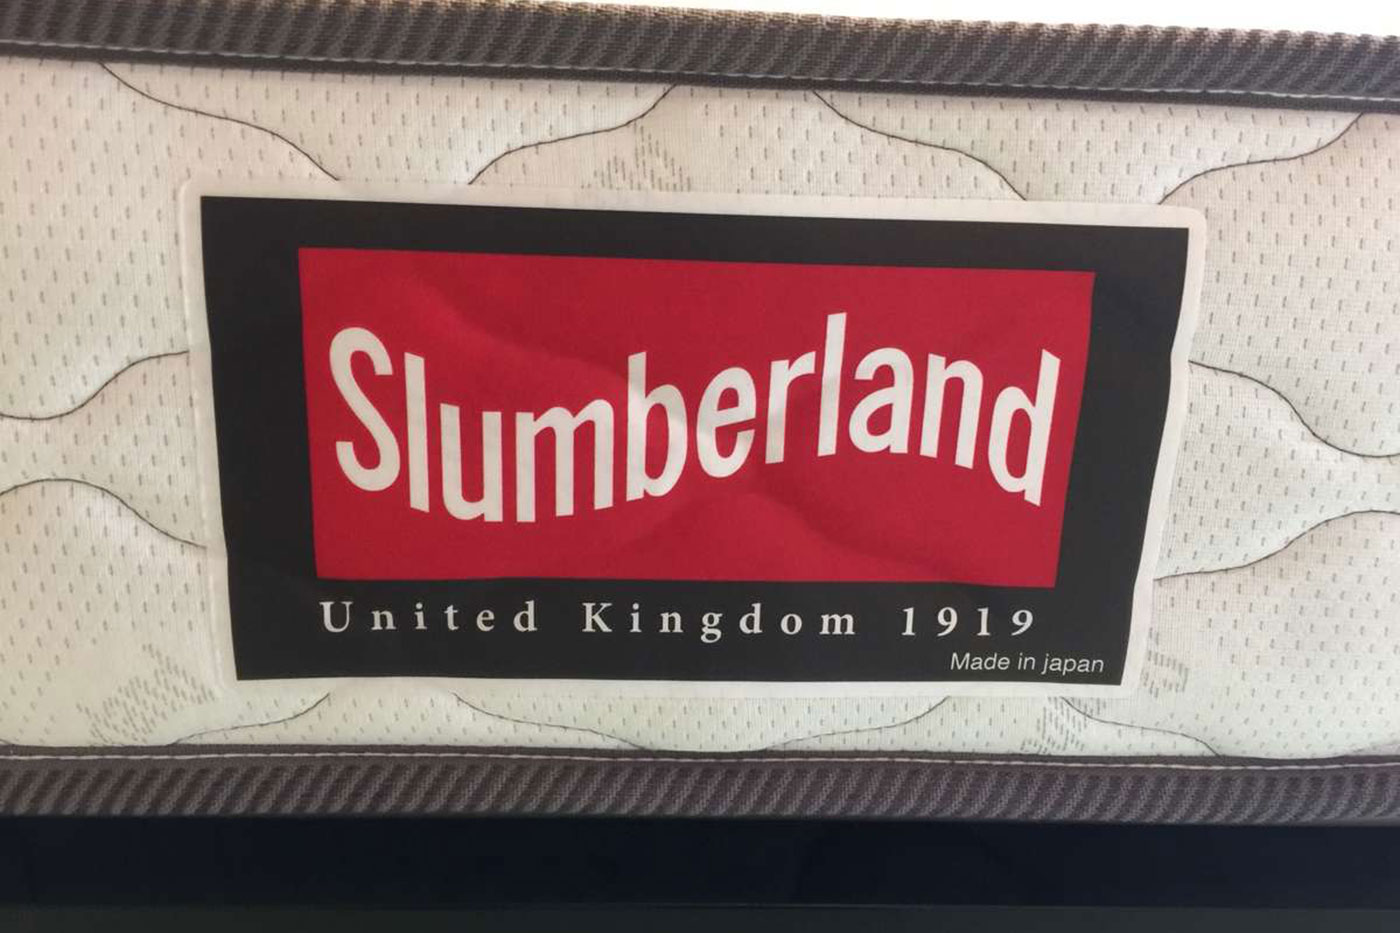 Slumberland
United Kingdom 1919
Made in japan